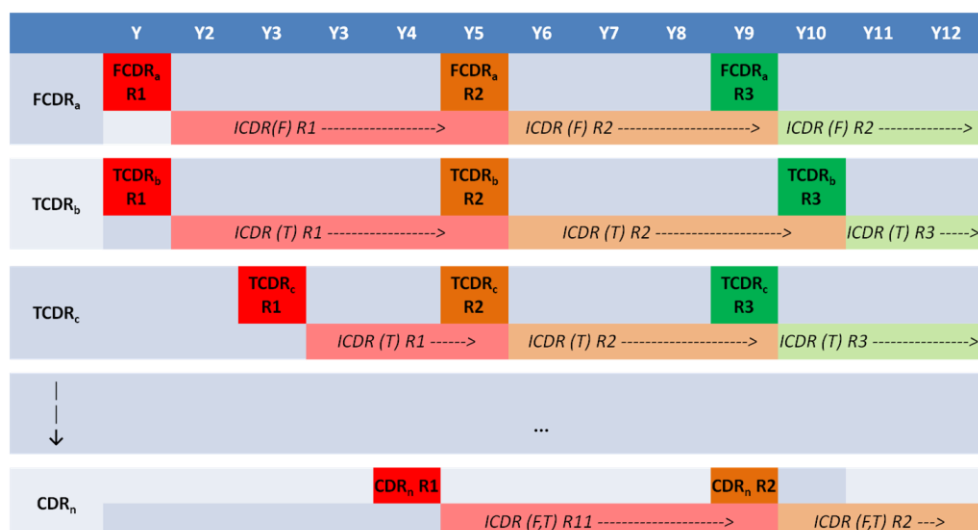 Y Y2 Y3 Y3 Y4 Y5 Y6 Y7 Y8 Y9 Y10 Y11 Y12
FCDRa
FCDRa R1
FCDRa R2
FCDRa R3
ICDR(F) R1 ------------------->
ICDR (F) R2 ------------------->
ICDR (F) R2 ------------------->
TCDRb
TCDRb R1
TCDRb R2
TCDRb R3
ICDR (T) R1 ------------------->
ICDR (T) R2 ----------------------->
ICDR (T) R3 ----->
TCDRc
TCDRc R1
TCDRc R2
TCDRc R3
ICDR (T) R1 ------>
ICDR (T) R2 ------------------->
ICDR (T) R3 ----------------->
...
CDRn
CDRn R1
CDRn R2
ICDR (F,T) R11 ------------------->
ICDR (F,T) R2 --->